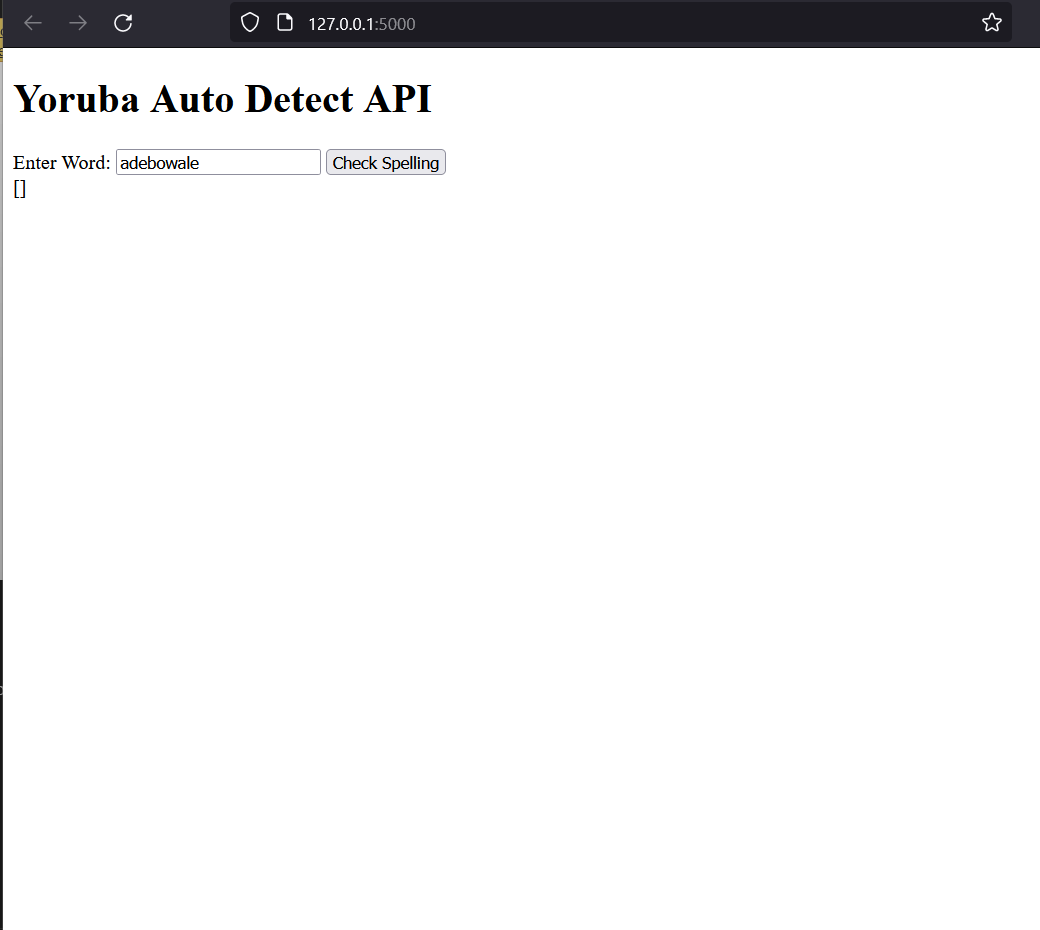 127.0.0.1:5000
Yoruba Auto Detect API
Enter Word: adebowale Check Spelling
[]